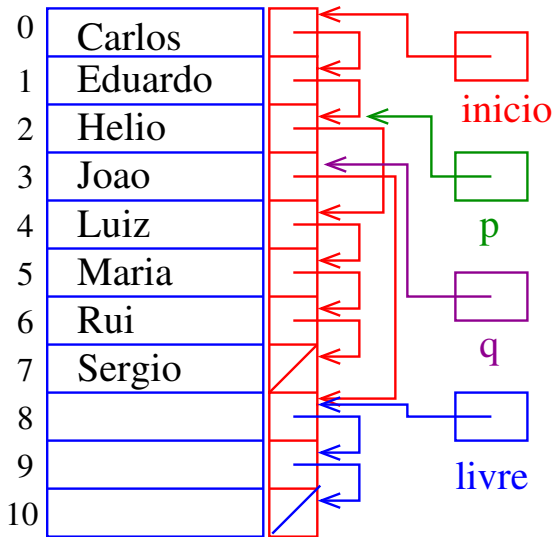 0 Carlos
1 Eduardo
inicio
2 Helio
3 Joao
4 Luiz
p
5 Maria
6 Rui
q
7 Sergio
8
9
livre
10